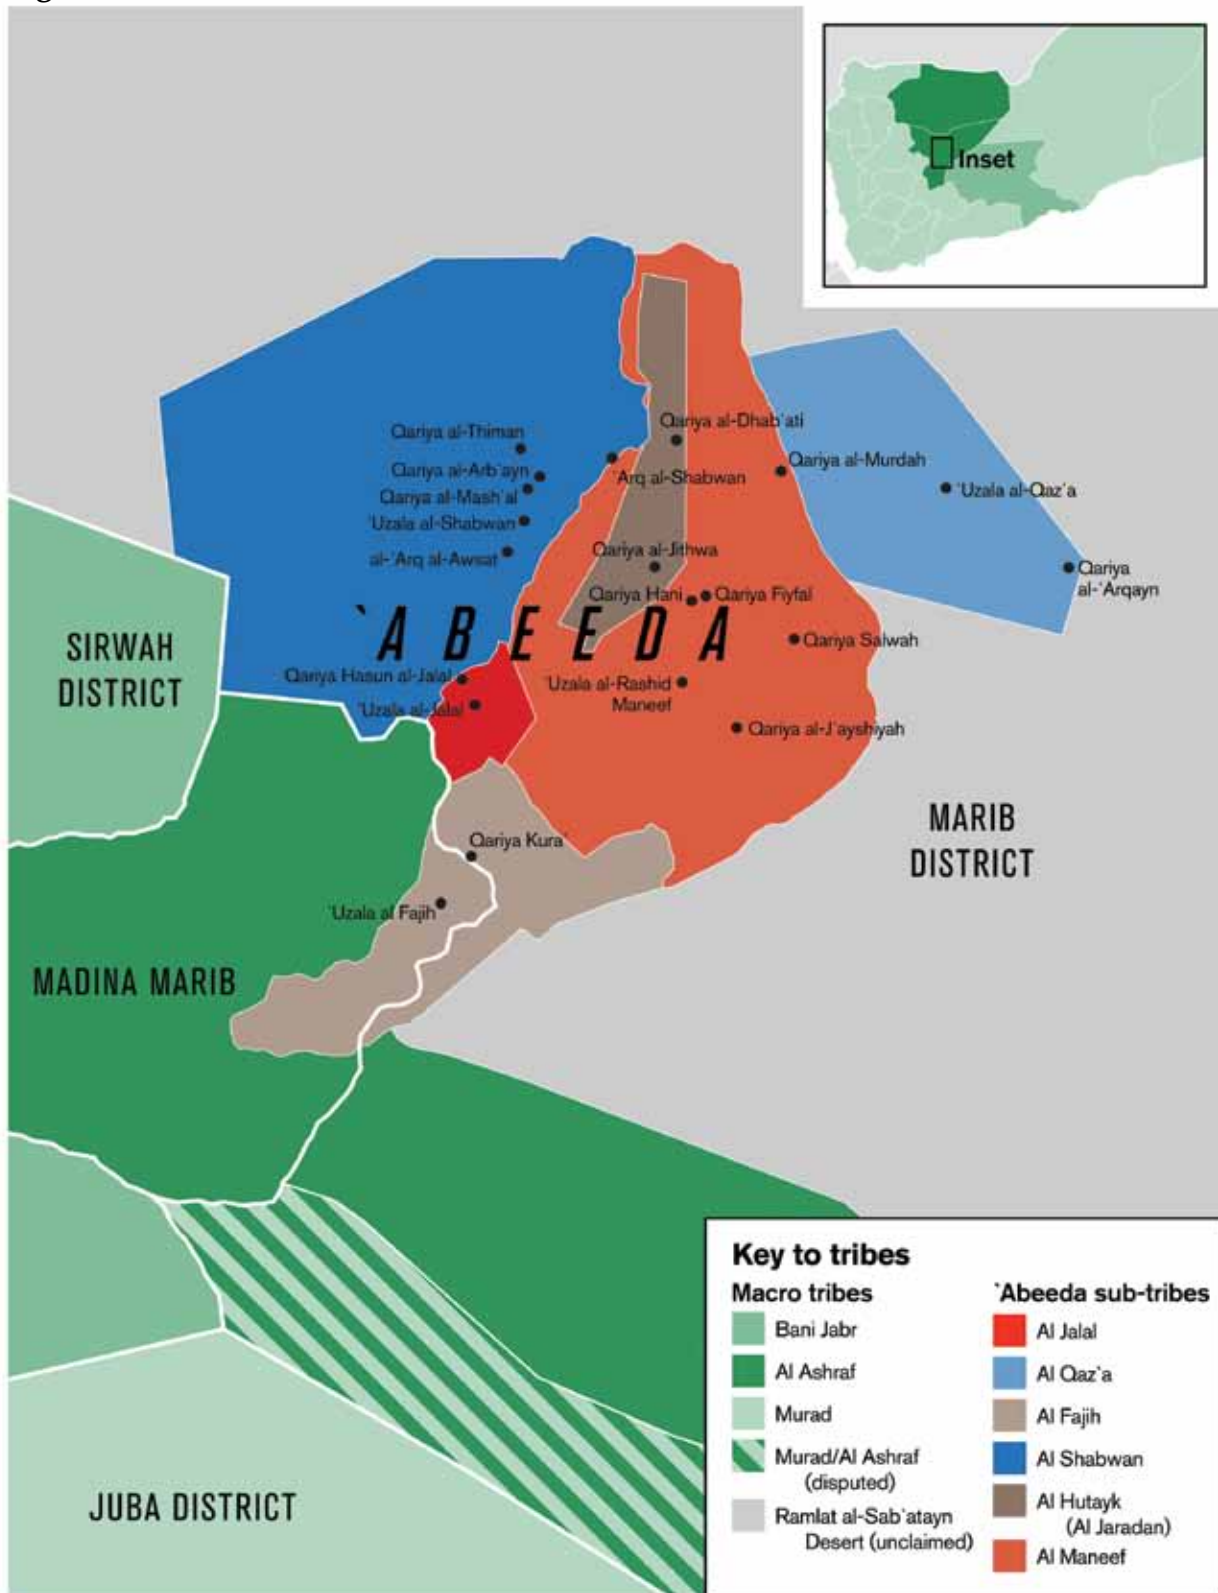 Inset
Qariya al-Thiman
Qariya al-Dhab`ati
Qariya al-Arb`ayn
`Arq al-Shabwan
Qariya al-Murdah
Qariya al-Mash`al
`Uzala al-Qaz`a
`Uzala al-Shabwan
al-`Arq al-Awsat
Qariya al-Jithwa
Qariya
al-`Arqayn
Qariya Hani
Qariya Fiyfal
`ABEEDA
SIRWAH
DISTRICT
Qariya Salwah
Qariya Hasun al-Jalal
`Uzala al-Rashid
Maneef
`Uzala al-Jalal
Qariya al-J`ayshiyah
MARIB
DISTRICT
Qariya Kura`
`Uzala al Fajih
MADINA MARIB
JUBA DISTRICT
Key to tribes
Macro tribes
Bani Jabr
Al Ashraf
Murad
Murad/Al Ashraf
(disputed)
Ramlat al-Sab`atayn
Desert (unclaimed)
`Abeeda sub-tribes
Al Jalal
Al Qaz`a
Al Fajih
Al Shabwan
Al Hutayk
(Al Jaradan)
Al Maneef